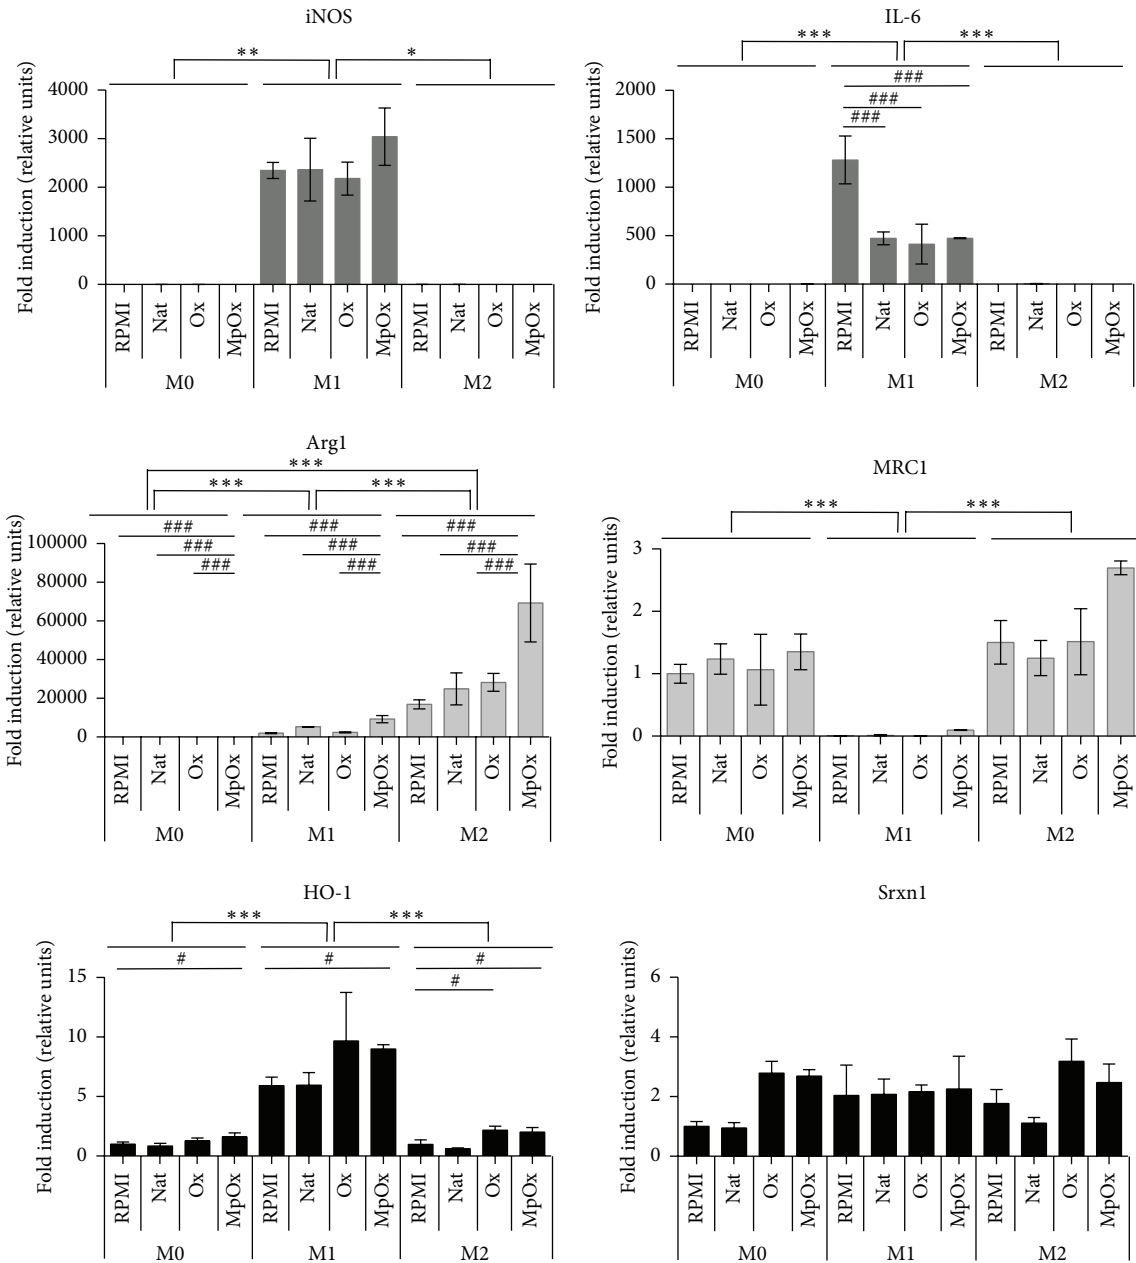 iNOS
** *
Fold induction (relative units)
4000
3000
2000
1000
0
RPMI Nat Ox MpOx RPMI Nat Ox MpOx RPMI Nat Ox MpOx
M0 M1 M2
IL-6
*** ***
###
###
###
Fold induction (relative units)
2000
1500
1000
500
0
RPMI Nat Ox MpOx RPMI Nat Ox MpOx RPMI Nat Ox MpOx
M0 M1 M2
Arg1
***
*** ***
### ### ###
### ### ###
### ### ###
Fold induction (relative units)
100000
80000
60000
40000
20000
0
RPMI Nat Ox MpOx RPMI Nat Ox MpOx RPMI Nat Ox MpOx
M0 M1 M2
MRC1
*** ***
Fold induction (relative units)
3
2
1
0
RPMI Nat Ox MpOx RPMI Nat Ox MpOx RPMI Nat Ox MpOx
M0 M1 M2
HO-1
*** ***
# # #
#
Fold induction (relative units)
15
10
5
0
RPMI Nat Ox MpOx RPMI Nat Ox MpOx RPMI Nat Ox MpOx
M0 M1 M2
Srxn1
Fold induction (relative units)
6
4
2
0
RPMI Nat Ox MpOx RPMI Nat Ox MpOx RPMI Nat Ox MpOx
M0 M1 M2